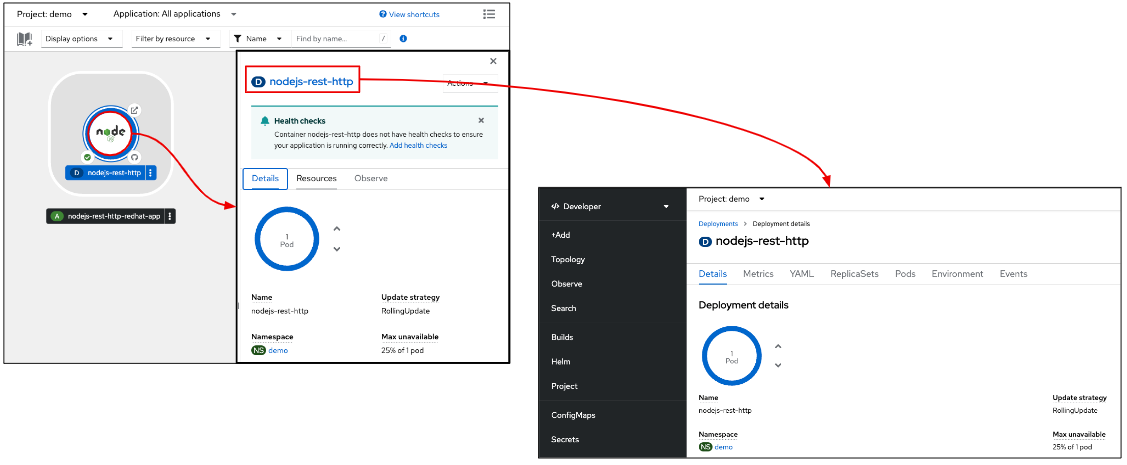 Project: demo
Application: All applications
View shortcuts
Display options
Filter by resource
Name
Find by name...
/
node
JS
D nodejs-rest-http
A nodejs-rest-http-redhat-app
D nodejs-rest-http
Actions
Health checks
Container nodejs-rest-http does not have health checks to ensure
your application is running correctly. Add health checks
Details Resources Observe
1
Pod
Name
nodejs-rest-http
Update strategy
RollingUpdate
Namespace
NS demo
Max unavailable
25% of 1 pod
Developer
+Add
Topology
Observe
Search
Builds
Helm
Project
ConfigMaps
Secrets
Project: demo
Deployments > Deployment details
D nodejs-rest-http
Details Metrics YAML ReplicaSets Pods Environment Events
Deployment details
1
Pod
Name
nodejs-rest-http
Update strategy
RollingUpdate
Namespace
NS demo
Max unavailable
25% of 1 pod